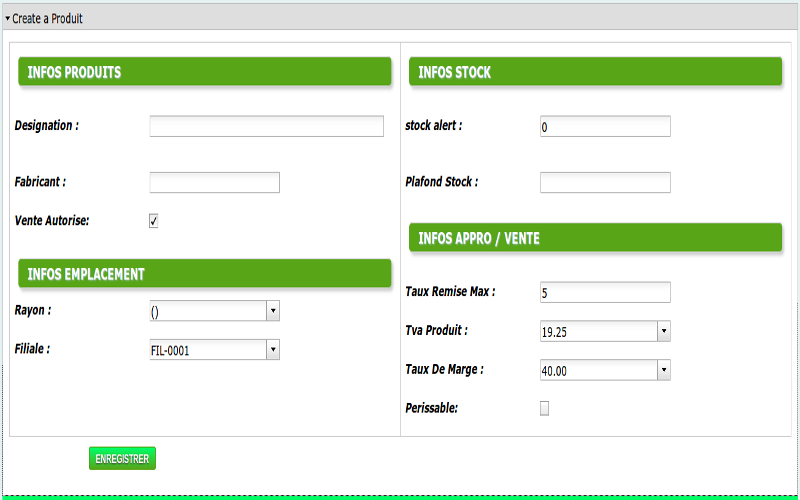 Create a Produit
INFOS PRODUITS
Designation :
Fabricant :
Vente Autorise:
INFOS EMPLACEMENT
Rayon :
()
Filiale :
FIL-0001
INFOS STOCK
stock alert :
0
Plafond Stock :
INFOS APPRO / VENTE
Taux Remise Max :
5
Tva Produit :
19.25
Taux De Marge :
40.00
Perissable:
ENREGISTRER